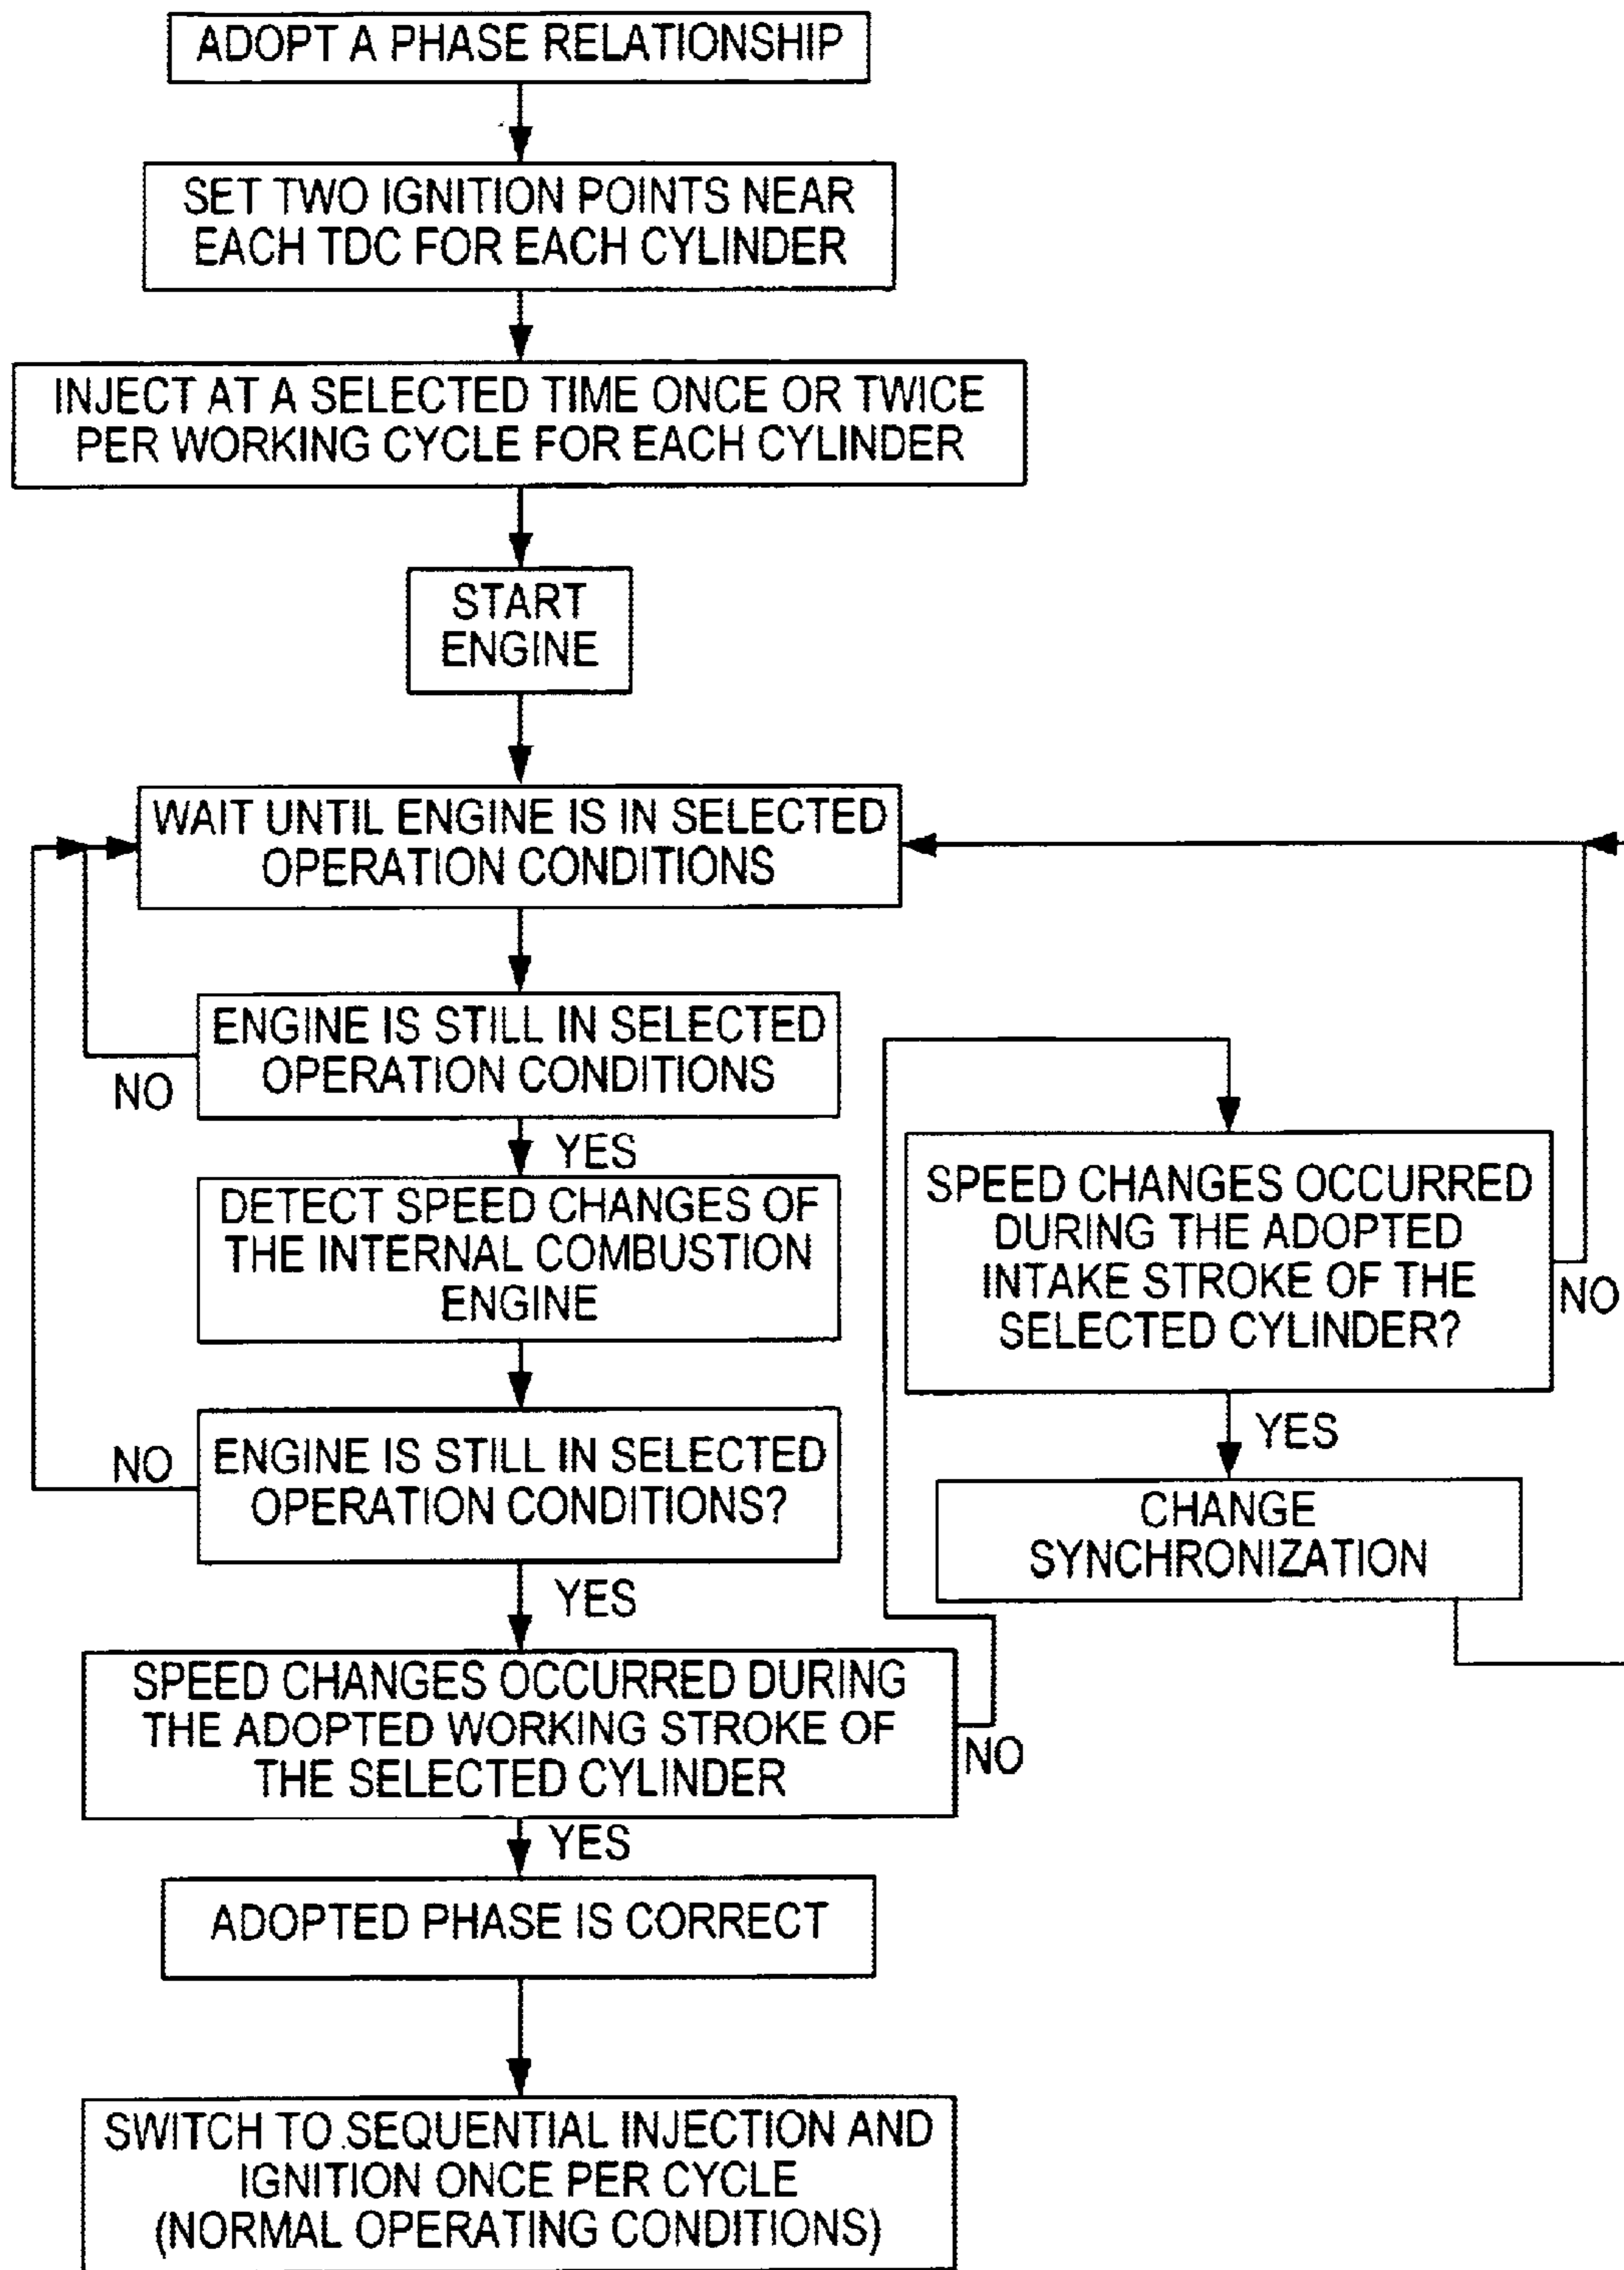 ADOPT A PHASE RELATIONSHIP
SET TWO IGNITION POINTS NEAR
EACH TDC FOR EACH CYLINDER
INJECT AT A SELECTED TIME ONCE OR TWICE
PER WORKING CYCLE FOR EACH CYLINDER
START
ENGINE
WAIT UNTIL ENGINE IS IN SELECTED
OPERATION CONDITIONS
ENGINE IS STILL IN SELECTED
OPERATION CONDITIONS
NO
YES
DETECT SPEED CHANGES OF
THE INTERNAL COMBUSTION
ENGINE
ENGINE IS STILL IN SELECTED
OPERATION CONDITIONS?
NO
YES
SPEED CHANGES OCCURRED DURING
THE ADOPTED WORKING STROKE OF
THE SELECTED CYLINDER
NO
YES
SPEED CHANGES OCCURRED
DURING THE ADOPTED
INTAKE STROKE OF THE
SELECTED CYLINDER?
NO
YES
CHANGE
SYNCHRONIZATION
ADOPTED PHASE IS CORRECT
SWITCH TO SEQUENTIAL INJECTION AND
IGNITION ONCE PER CYCLE
(NORMAL OPERATING CONDITIONS)